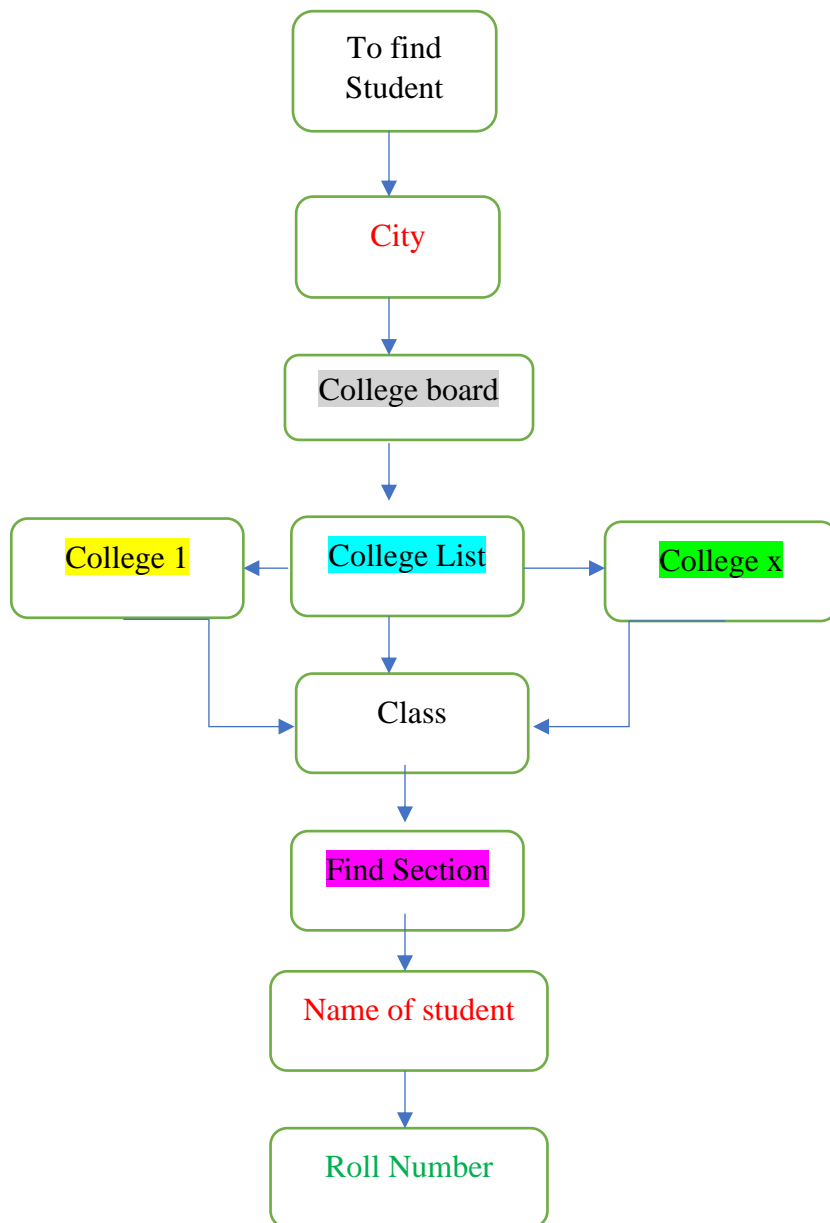 To find
Student
City
College board
College 1
College List
College x
Class
Find Section
Name of student
Roll Number